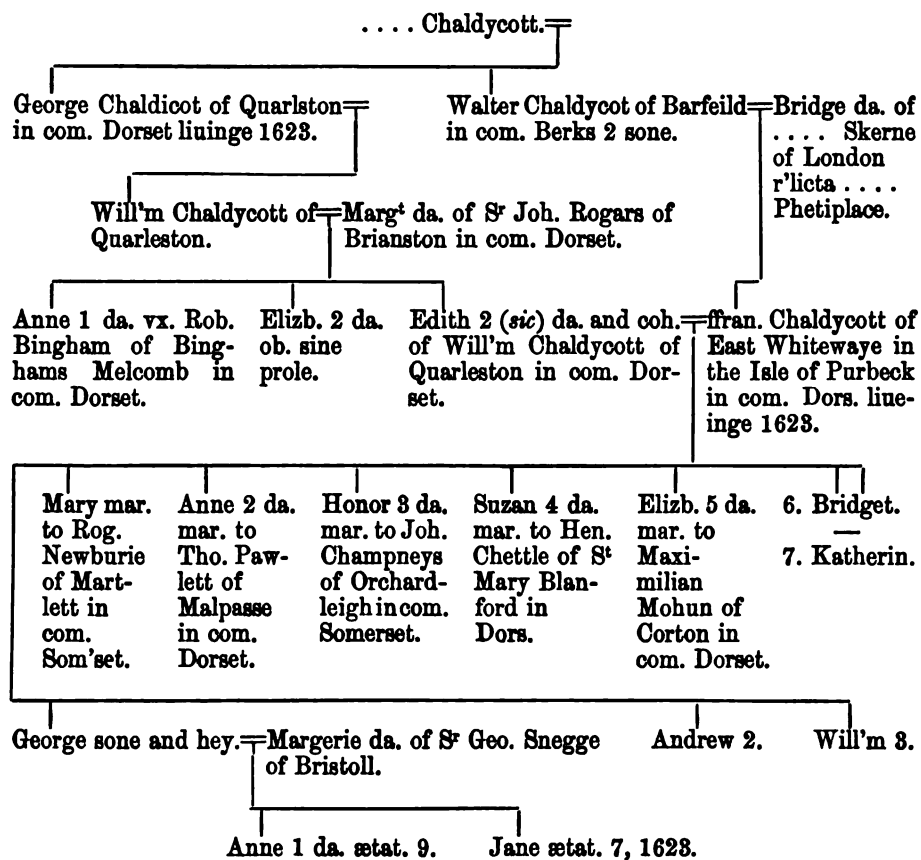 . . . . Chaldycott.
George Chaldicot of Quarlston
in com. Dorset liuinge 1623.
Walter Chaldycot of Barfeild
in com. Berks 2 sone.
Bridge da. of
. . . . Skerne
of London
r'licta . . . .
Phetiplace.
Will'm Chaldycott of
Quarleston.
Margt da. of Sr Joh. Rogars of
Brianston in com. Dorset.
Anne 1 da. vx. Rob.
Bingham of Bing-
hams Melcomb in
com. Dorset.
Elizb. 2 da.
ob. sine
prole.
Edith 2 (sic) da. and coh.
of Will'm Chaldycott of
Quarleston in com. Dor-
set.
ffran. Chaldycott of
East Whitewaye in
the Isle of Purbeck
in com. Dors. liue-
inge 1623.
Mary mar.
to Rog.
Newburie
of Mart-
lett in
com.
Som'set.
Anne 2 da.
mar. to
Tho. Paw-
lett of
Malpasse
in com.
Dorset.
Honor 3 da.
mar. to Joh.
Champneys
of Orchard-
leigh in com.
Somerset.
Suzan 4 da.
mar. to Hen.
Chettle of St
Mary Blan-
ford in
Dors.
Elizb. 5 da.
mar. to
Maxi-
milian
Mohun of
Corton in
com. Dorset.
6. Bridget.
—
7. Katherin.
George sone and hey.
Margerie da. of Sr Geo. Snegge
of Bristoll.
Andrew 2.
Will'm 3.
Anne 1 da. ætat. 9.
Jane ætat. 7, 1623.